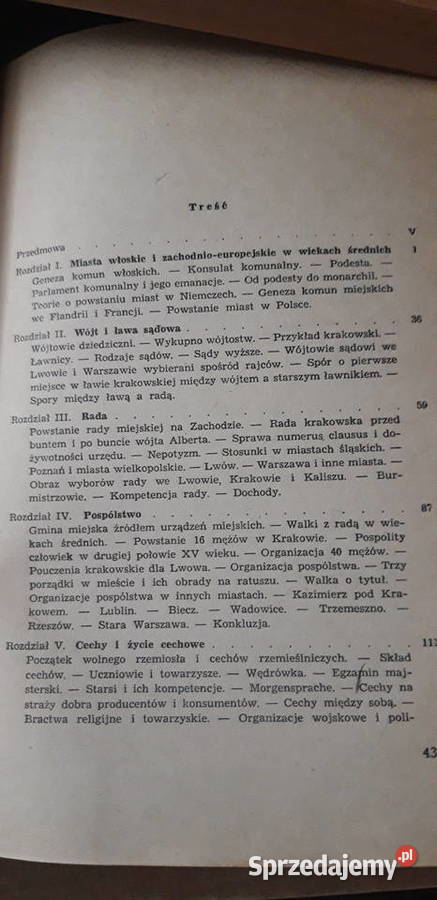 Treść
Przedmowa . . . . . . . . . . . . . . . . V
Rozdział I. Miasta włoskie i zachodnio-europejskie w wiekach średnich 1
Geneza komun włoskich. — Konsulat komunalny. — Podesta. —
Parlament komunalny i jego emanacje. — Od podesty do monarchii. —
Teorie o powstaniu miast w Niemczech. — Geneza komun miejskich
we Flandrii i Francji. — Powstanie miast w Polsce.
Rozdział II. Wójt i ława sądowa . . . . . . . . . . . 36
Wójtowie dziedziczni. — Wykupno wójtostw. — Przykład krakowski. —
Ławnicy. — Rodzaje sądów. — Sądy wyższe. — Wójtowie sądowi we
Lwowie i Warszawie wybierani spośród rajców. — Spór o pierwsze
miejsce w ławie krakowskiej między wójtem a starszym ławnikiem. —
Spory między ławą a radą.
Rozdział III. Rada . . . . . . . . . . . . . . . 59
Powstanie rady miejskiej na Zachodzie. — Rada krakowska przed
buntem i po buncie wójta Alberta. — Sprawa numerus clausus i do-
żywotności urzędu. — Nepotyzm. — Stosunki w miastach śląskich. —
Poznań i miasta wielkopolskie. — Lwów. — Warszawa i inne miasta. —
Obraz wyborów rady we Lwowie, Krakowie i Kaliszu. — Bur-
mistrzowie. — Kompetencja rady. — Dochody.
Rozdział IV. Pospólstwo . . . . . . . . . . . . . 87
Gmina miejska źródłem urządzeń miejskich. — Walki z radą w wie-
kach średnich. — Powstanie 16 mężów w Krakowie. — Pospolity
człowiek w drugiej połowie XV wieku. — Organizacja 40 mężów. —
Pouczenia krakowskie dla Lwowa. — Organizacja pospólstwa. — Trzy
porządki w mieście i ich obrady na ratuszu. — Walka o tytuł. —
Organizacje pospólstwa w innych miastach. — Kazimierz pod Kra-
kowem. — Lublin. — Biecz. — Wadowice. — Trzemeszno. —
Rzeszów. — Stara Warszawa. — Konkluzja.
Rozdział V. Cechy i życie cechowe . . . . . . . . . . 11
Początek wolnego rzemiosła i cechów rzemieślniczych. — Skład
cechów. — Uczniowie i towarzysze. — Wędrówka. — Egzamin maj-
sterski. — Starsi i ich kompetencje. — Morgensprache. — Cechy na
straży dobra producentów i konsumentów. — Cechy między sobą. —
Bractwa religijne i towarzyskie. — Organizacje wojskowe i poli-
43
Sprzedajemy.pl